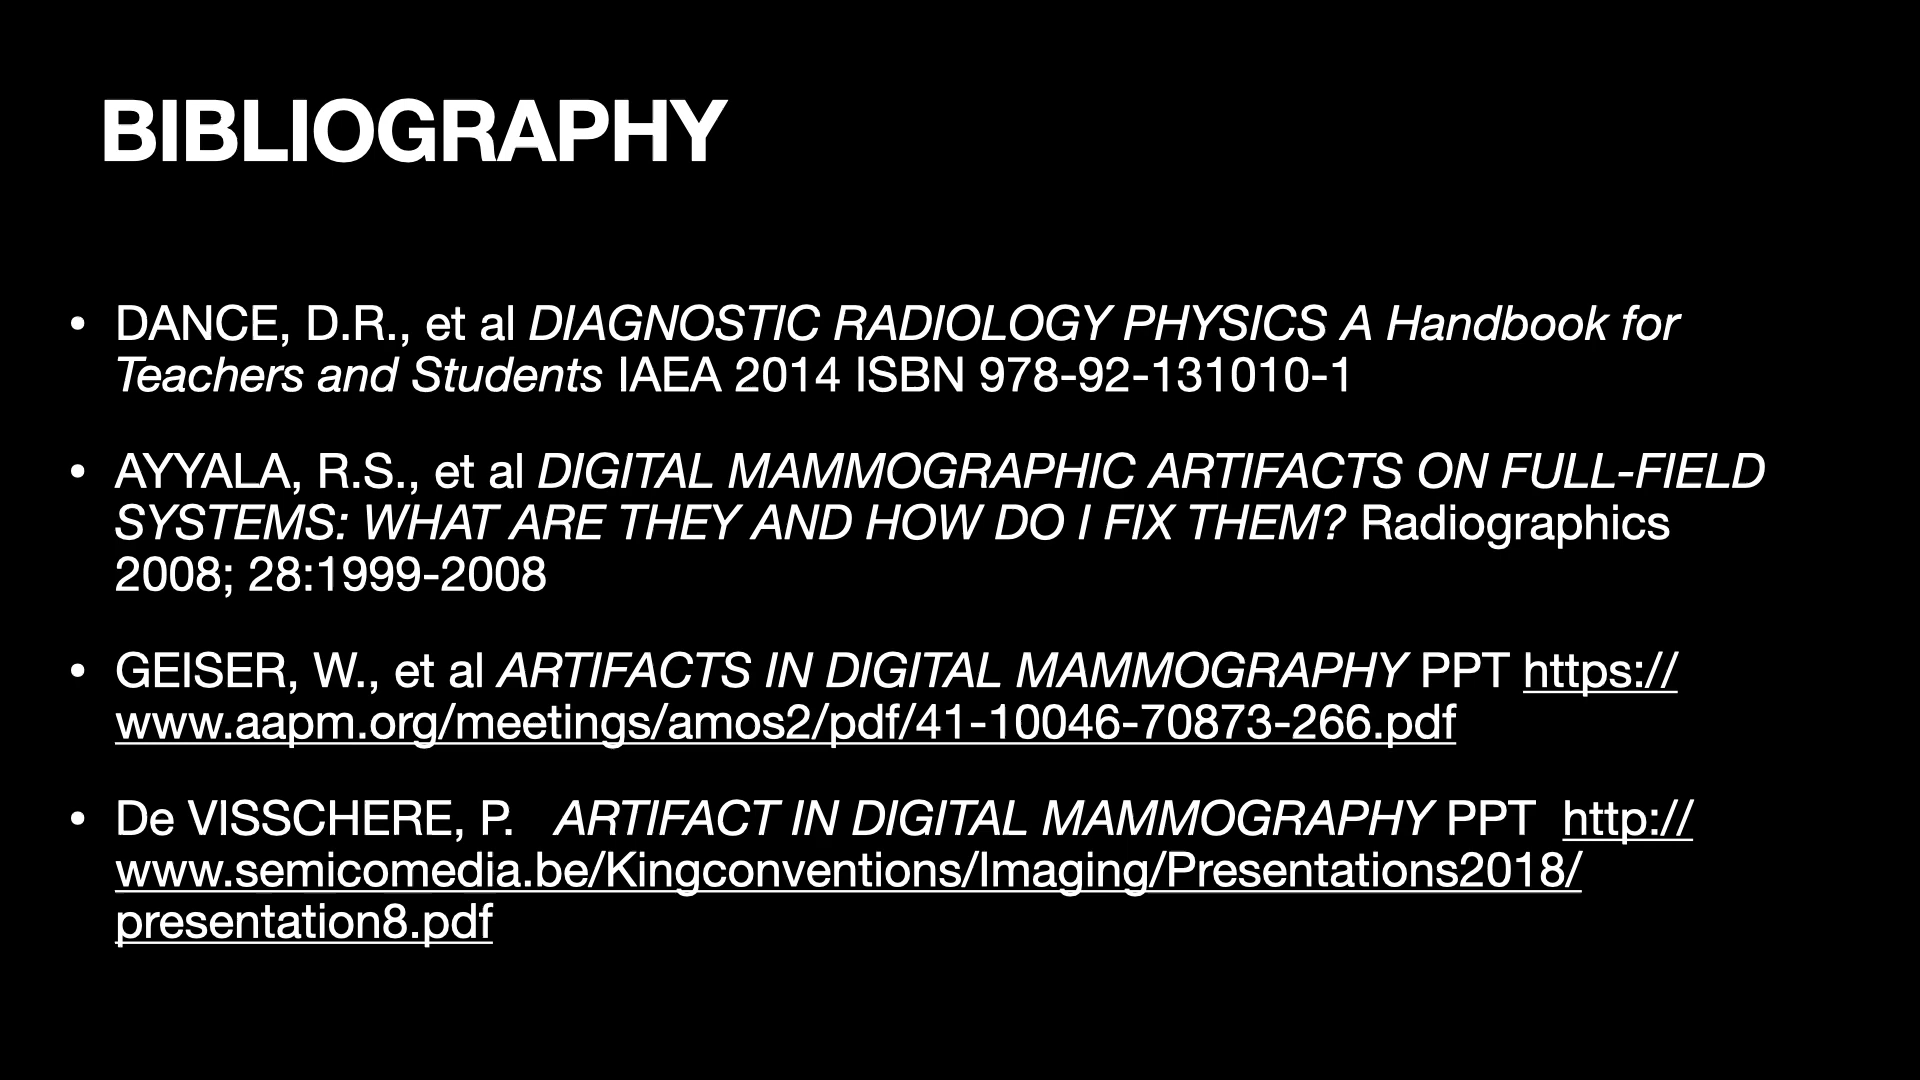 BIBLIOGRAPHY
• DANCE, D.R., et al DIAGNOSTIC RADIOLOGY PHYSICS A Handbook for
Teachers and Students IAEA 2014 ISBN 978-92-131010-1
• AYYALA, R.S., et al DIGITAL MAMMOGRAPHIC ARTIFACTS ON FULL-FIELD
SYSTEMS: WHAT ARE THEY AND HOW DO I FIX THEM? Radiographics
2008; 28:1999-2008
• GEISER, W., et al ARTIFACTS IN DIGITAL MAMMOGRAPHY PPT https://
www.aapm.org/meetings/amos2/pdf/41-10046-70873-266.pdf
• De VISSCHERE, P.   ARTIFACT IN DIGITAL MAMMOGRAPHY PPT  http://
www.semicomedia.be/Kingconventions/Imaging/Presentations2018/
presentation8.pdf